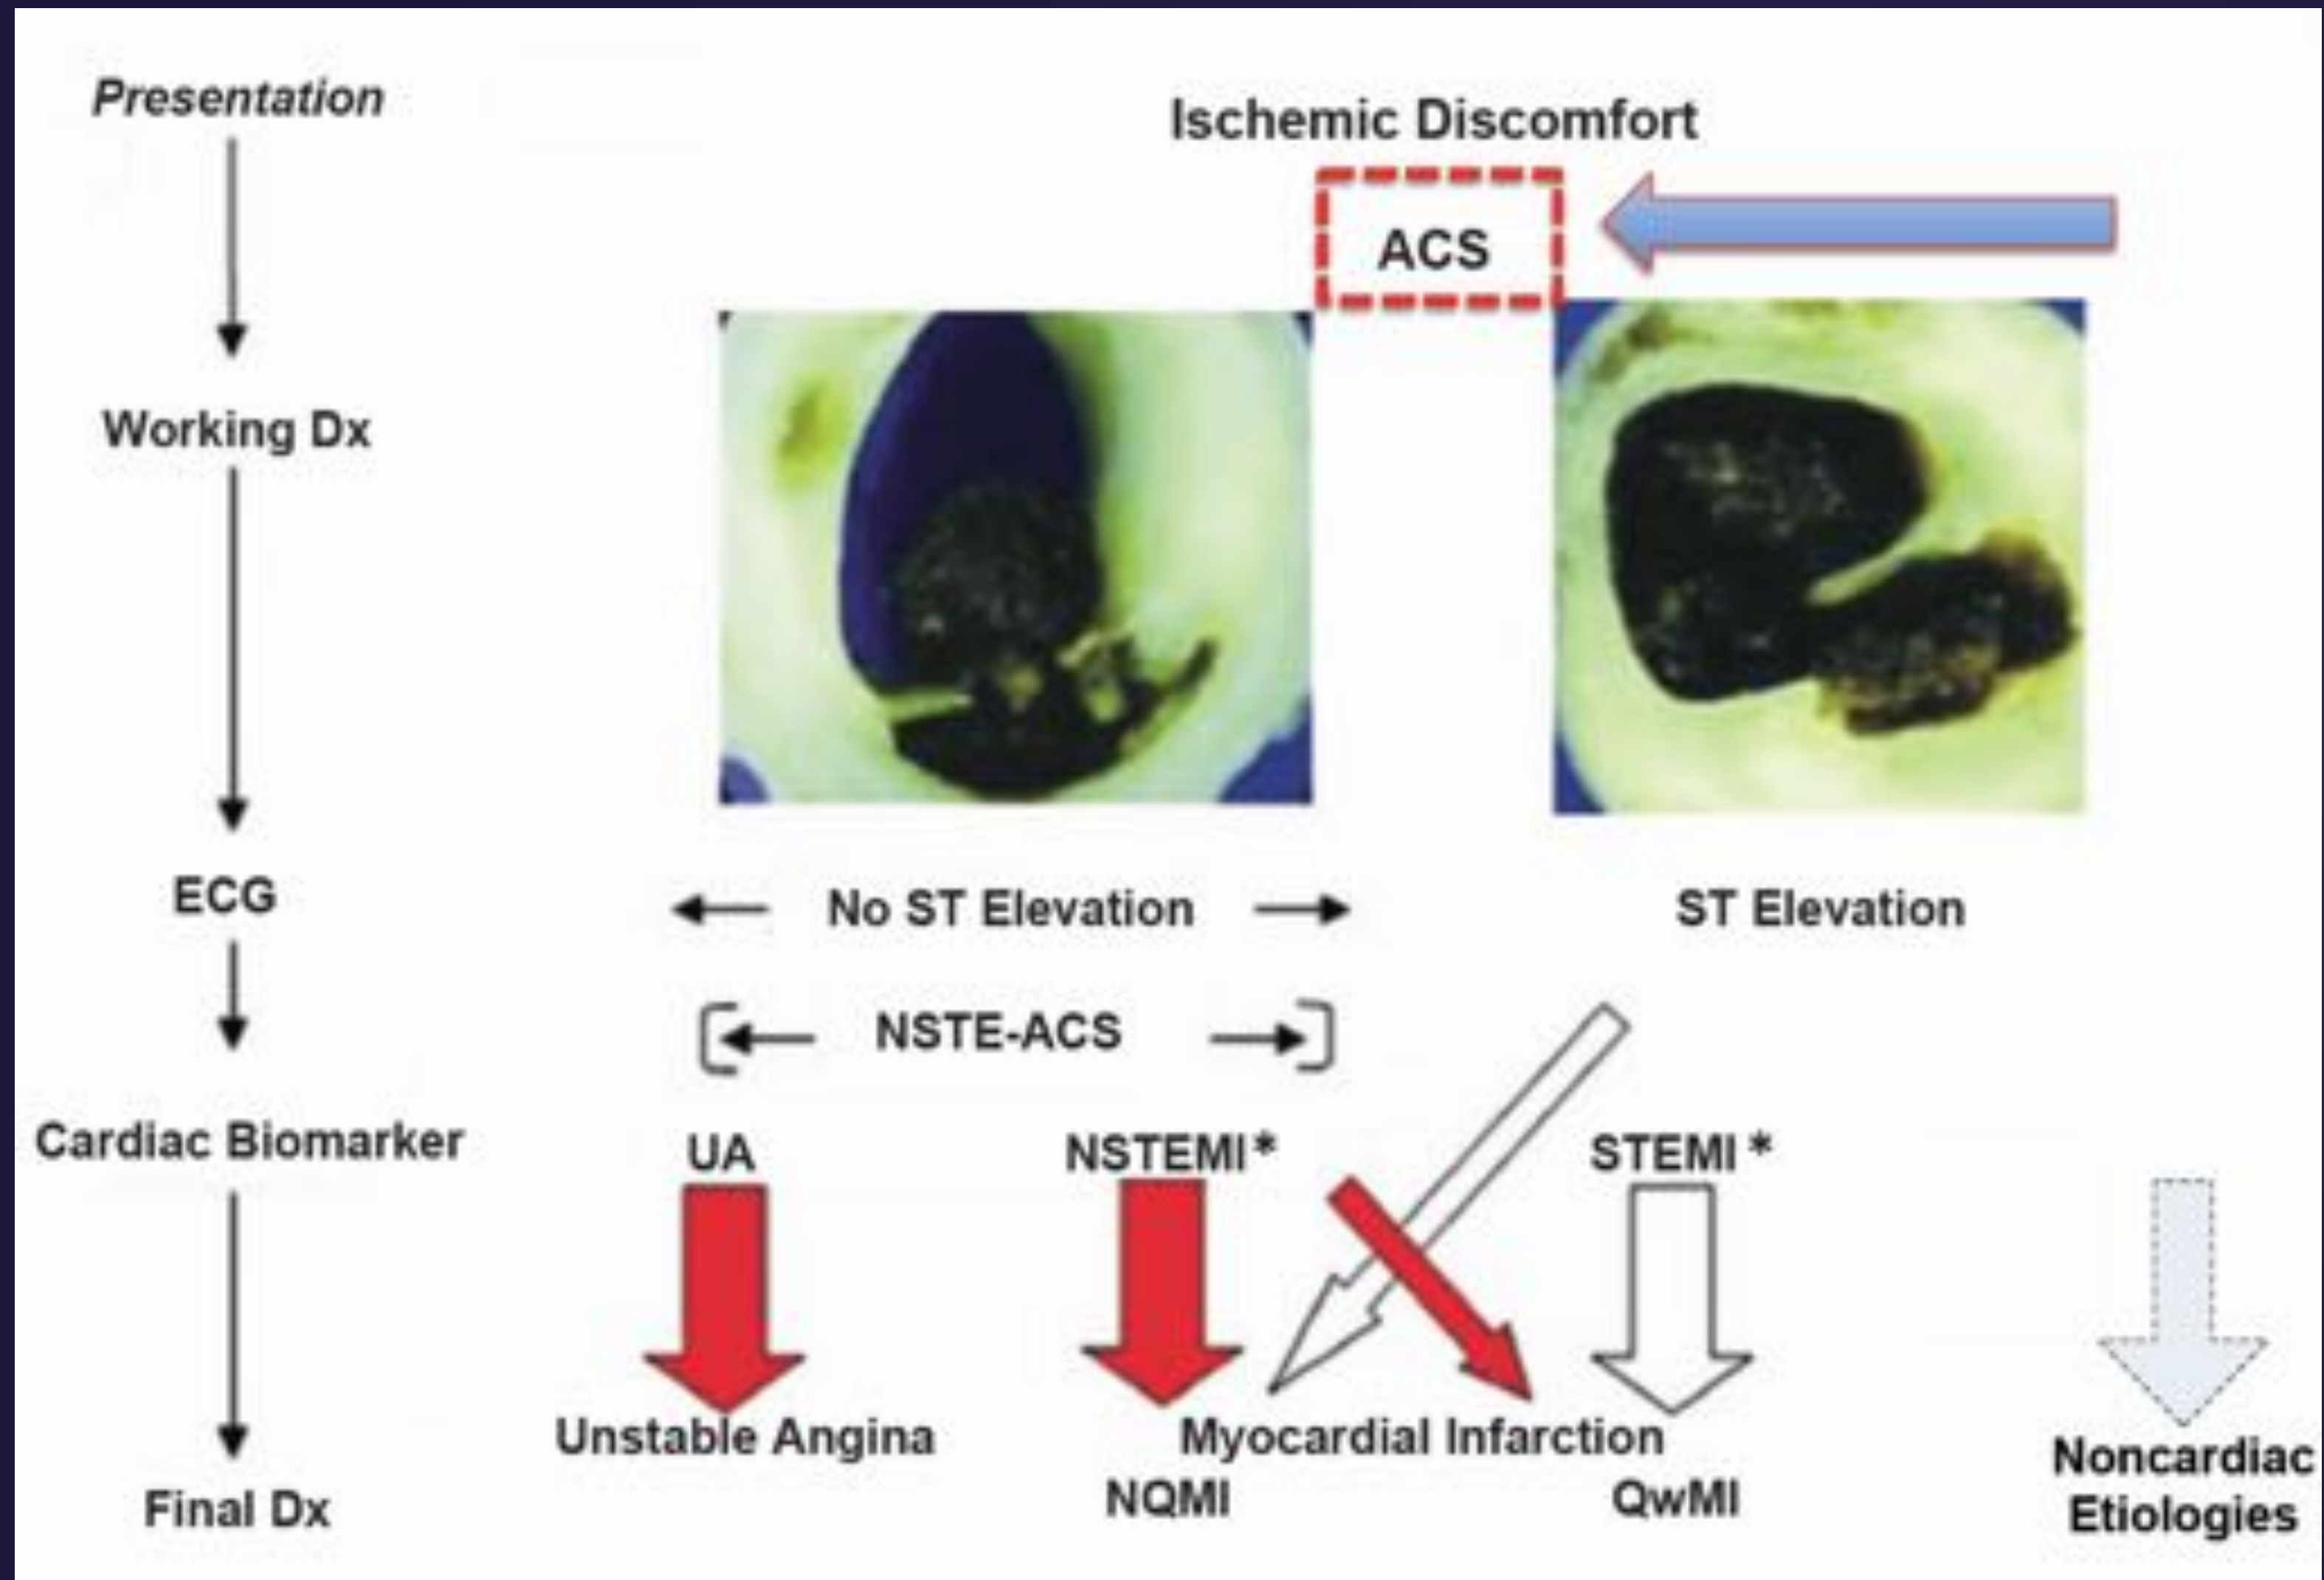 Presentation
Ischemic Discomfort
ACS
Working Dx
ECG
No ST Elevation
ST Elevation
NSTE-ACS
Cardiac Biomarker
UA
NSTEMI*
STEMI*
Unstable Angina
Myocardial Infarction
NQMI
QwMI
Noncardiac
Etiologies
Final Dx